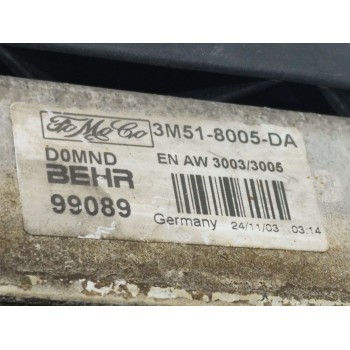 FoMoCo 3M51-8005-DA
D0MND EN AW 3003/3005
BEHR
99089
Germany 24/11/03 03:14